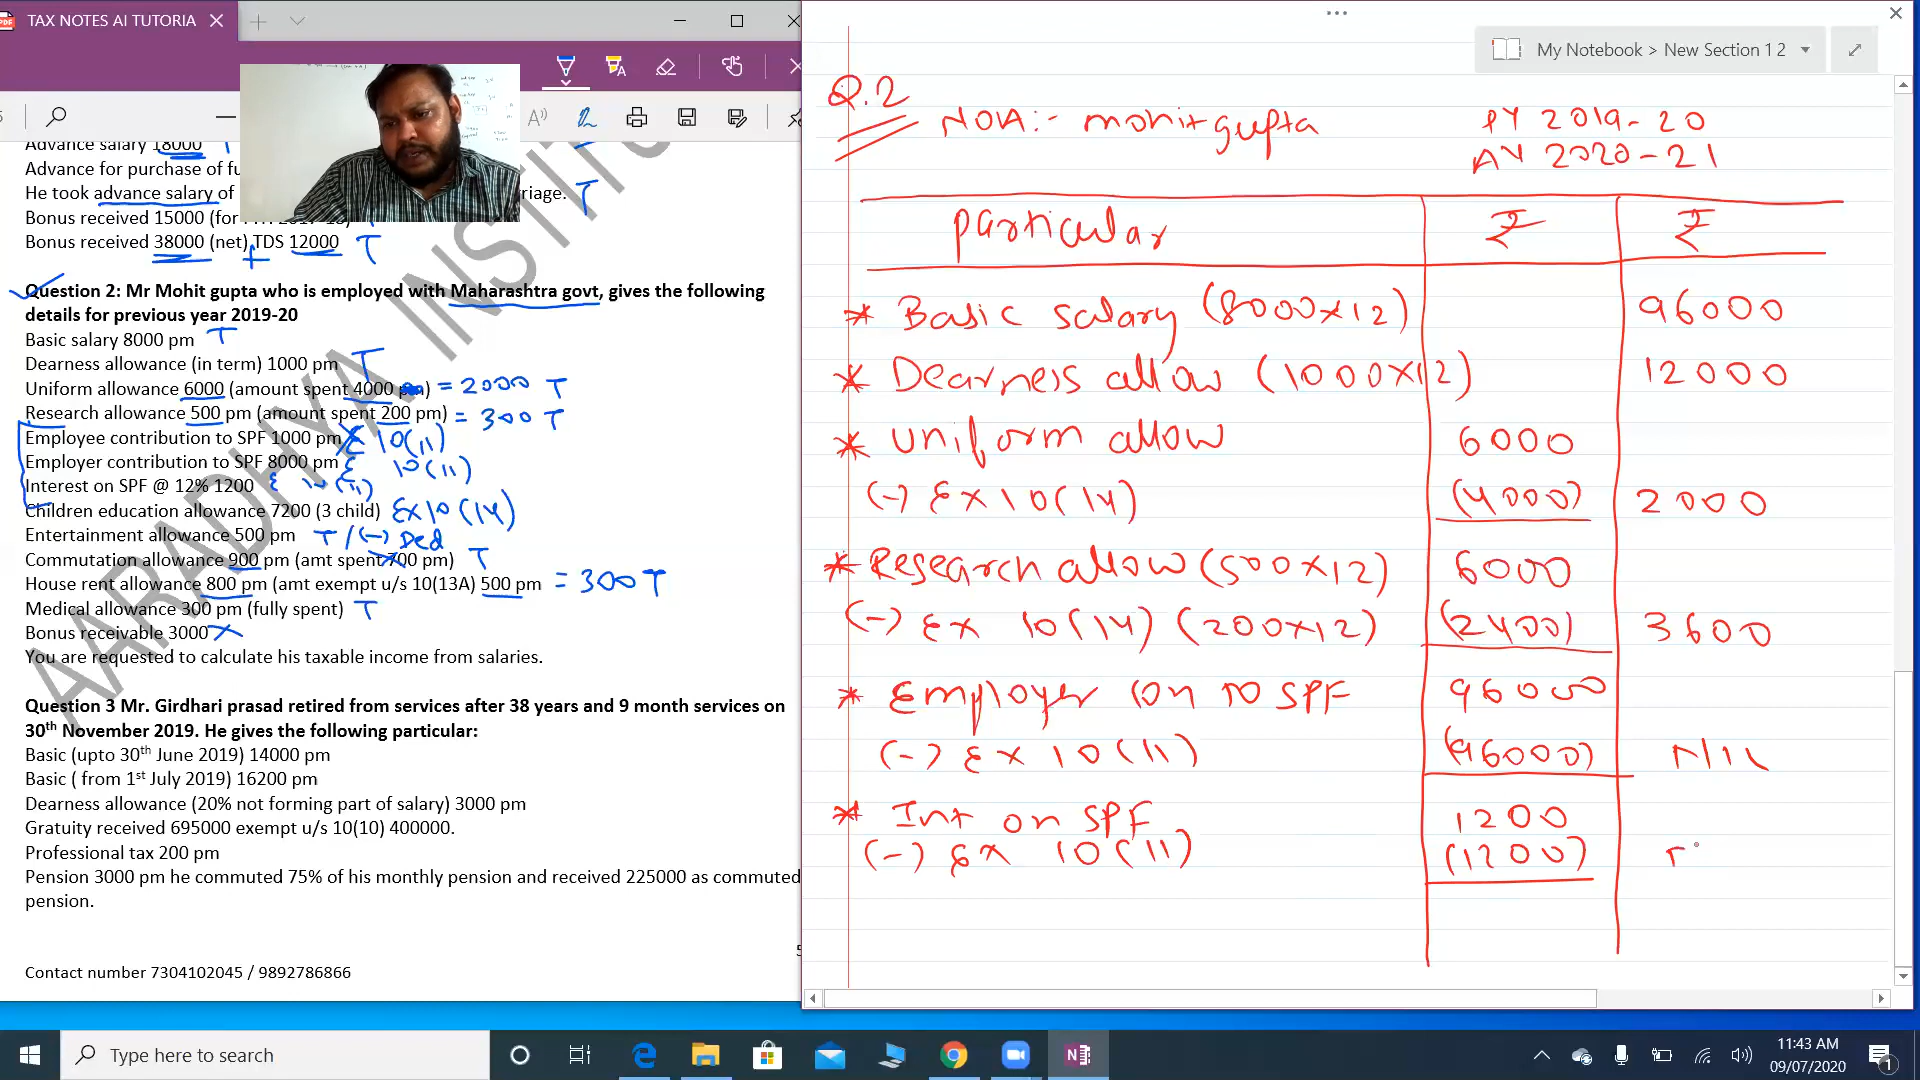 TAX NOTES AI TUTORIA
Advance salary 18000 T
Advance for purchase of fu
He took advance salary of riage. T
Bonus received 15000 (for
Bonus received 38000 (net) TDS 12000 T
+
Question 2: Mr Mohit gupta who is employed with Maharashtra govt, gives the following
details for previous year 2019-20
Basic salary 8000 pm T
Dearness allowance (in term) 1000 pm T
Uniform allowance 6000 (amount spent 4000 ) = 2000 T
Research allowance 500 pm (amount spent 200 pm) = 300 T
Employee contribution to SPF 1000 pm 10(11)
Employer contribution to SPF 8000 pm E 10(11)
Interest on SPF @ 12% 1200 E 10(11)
Children education allowance 7200 (3 child) Ex 10(14)
Entertainment allowance 500 pm T /(-) Ded
Commutation allowance 900 pm (amt spent 700 pm) T
House rent allowance 800 pm (amt exempt u/s 10(13A) 500 pm = 300 T
Medical allowance 300 pm (fully spent) T
Bonus receivable 3000 X
You are requested to calculate his taxable income from salaries.
Question 3 Mr. Girdhari prasad retired from services after 38 years and 9 month services on
30th November 2019. He gives the following particular:
Basic (upto 30th June 2019) 14000 pm
Basic ( from 1st July 2019) 16200 pm
Dearness allowance (20% not forming part of salary) 3000 pm
Gratuity received 695000 exempt u/s 10(10) 400000.
Professional tax 200 pm
Pension 3000 pm he commuted 75% of his monthly pension and received 225000 as commuted
pension.
Contact number 7304102045 / 9892786866
AARADHYA INSTITU
My Notebook > New Section 1 2
Q.2
NOA:- mohit gupta PY 2019-20
AY 2020-21
Particular ₹ ₹
* Basic salary (8000x12) 96000
* Dearness allow (1000x12) 12000
* uniform allow 6000
(-) Ex 10(14) (4000) 2000
* Research allow (500x12) 6000
(-) Ex 10(14) (200x12) (2400) 3600
* Employer con to SPF 96000
(-) Ex 10(11) (96000) NIL
* Int on SPF 1200
(-) Ex 10(11) (1200)
Type here to search
11:43 AM
09/07/2020
1